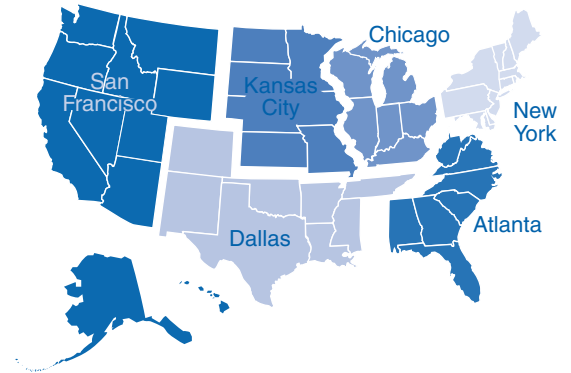 Chicago
San
Francisco
Kansas
City
New
York
Atlanta
Dallas